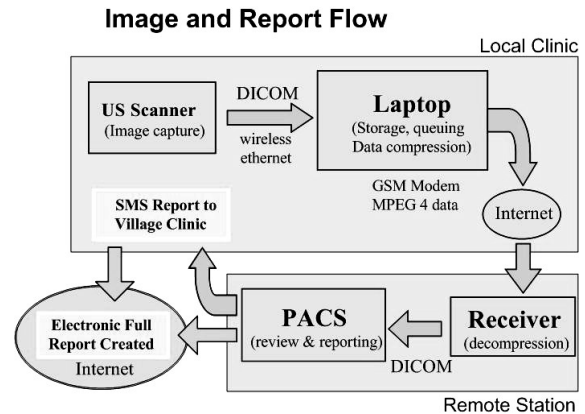 Image and Report Flow
Local Clinic
US Scanner
(Image capture)
DICOM
wireless
ethernet
Laptop
(Storage, queuing
Data compression)
GSM Modem
MPEG 4 data
Internet
SMS Report to
Village Clinic
Electronic Full
Report Created
Internet
PACS
(review & reporting)
DICOM
Receiver
(decompression)
Remote Station